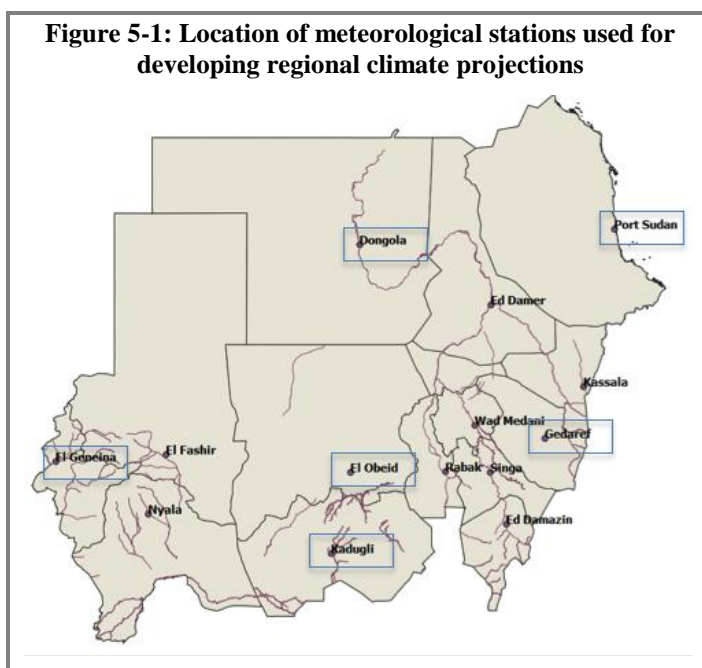 Figure 5-1: Location of meteorological stations used for
developing regional climate projections
Port Sudan
Dongola
Ed Damer
Kassala
Wad Medani
Gedaref
El Fashir
El Geneina
El Obeid
Rabak
Singa
Nyala
Ed Damazin
Kadugli